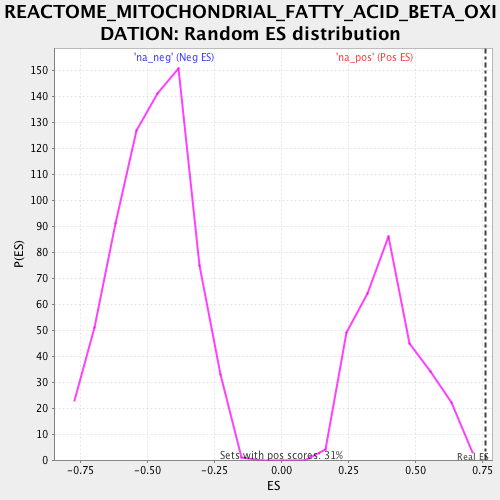 REACTOME_MITOCHONDRIAL_FATTY_ACID_BETA_OXI
DATION: Random ES distribution
'na_neg' (Neg ES) 'na_pos' (Pos ES)
150
140
130
120
110
100
90
80
70
60
50
40
30
20
10
0
P(ES)
Sets with pos scores: 31%
Real ES
-0.75 -0.50 -0.25 0.00 0.25 0.50 0.75
ES